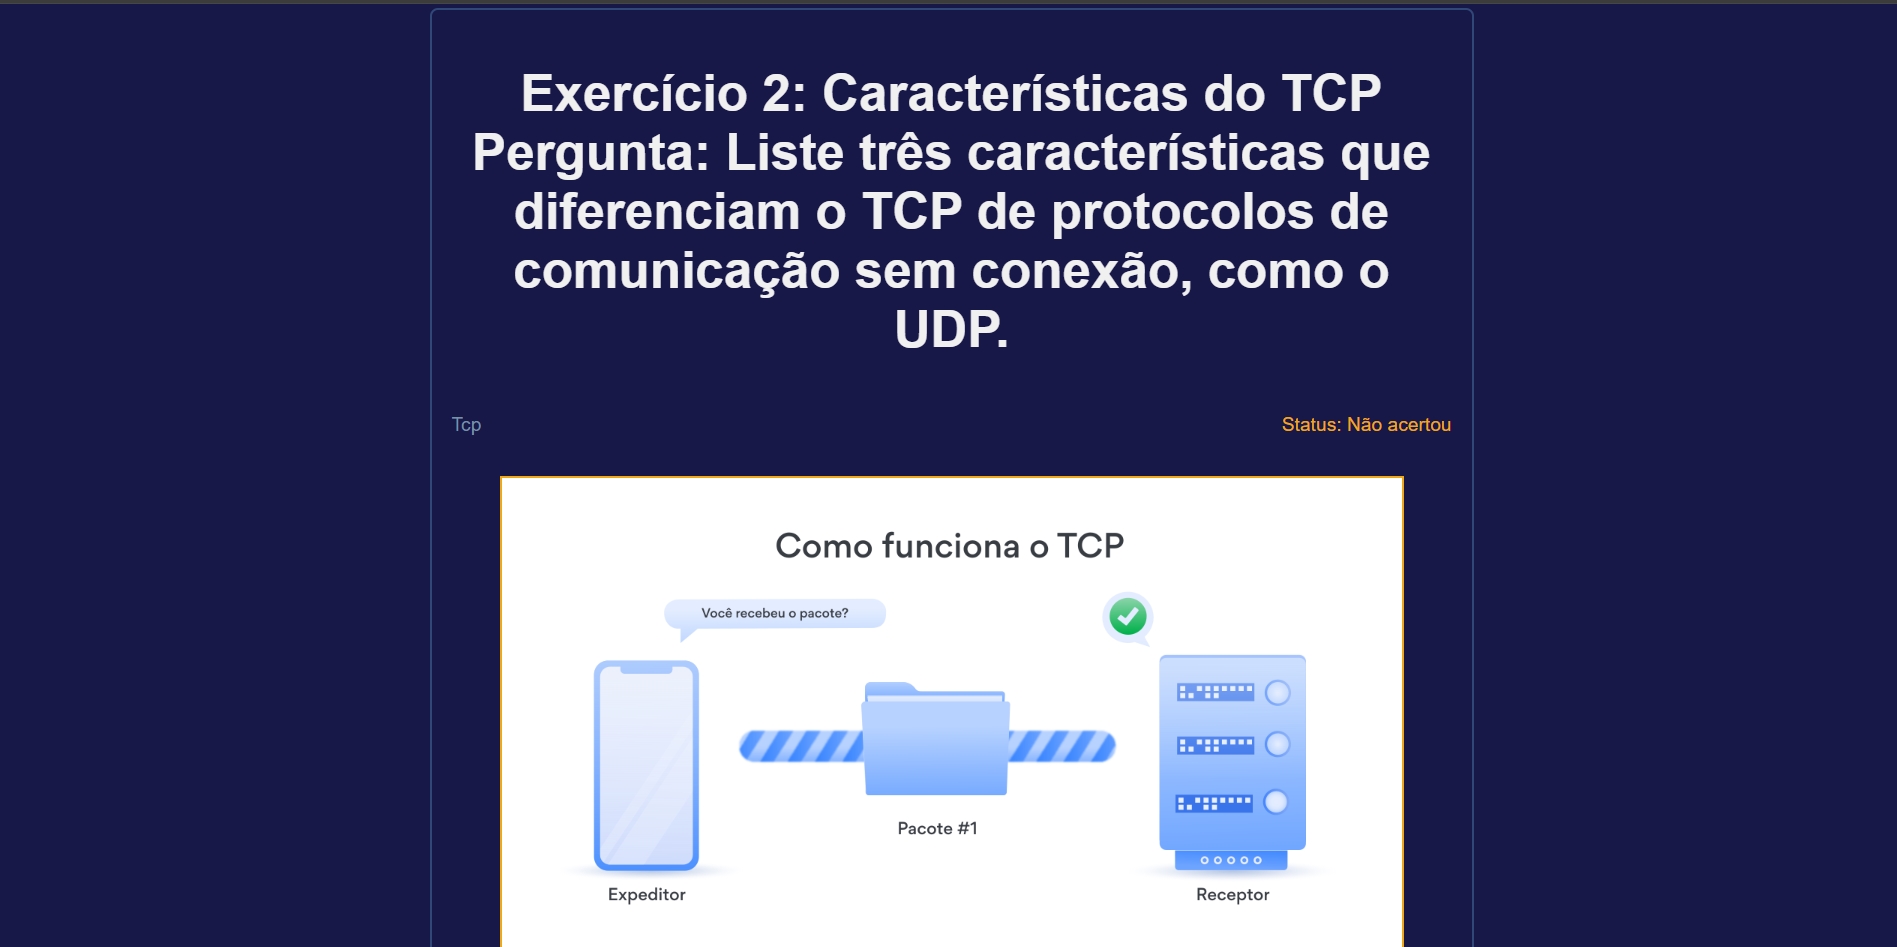 Exercício 2: Características do TCP
Pergunta: Liste três características que
diferenciam o TCP de protocolos de
comunicação sem conexão, como o
UDP.
Tcp
Status: Não acertou
Como funciona o TCP
Você recebeu o pacote?
Pacote #1
Expeditor
Receptor